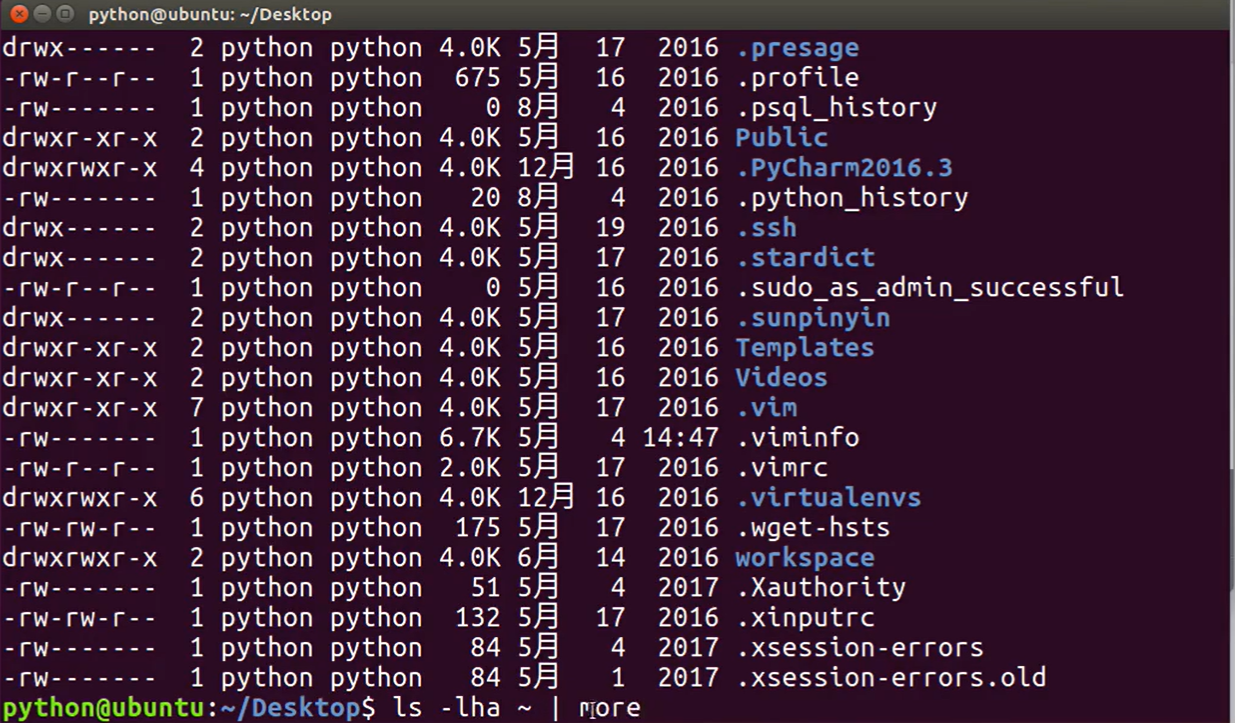 python@ubuntu: ~/Desktop
drwx------ 2 python python 4.0K 5月 17 2016 .presage
-rw-r--r-- 1 python python 675 5月 16 2016 .profile
-rw------- 1 python python 0 8月 4 2016 .psql_history
drwxr-xr-x 2 python python 4.0K 5月 16 2016 Public
drwxrwxr-x 4 python python 4.0K 12月 16 2016 .PyCharm2016.3
-rw------- 1 python python 20 8月 4 2016 .python_history
drwx------ 2 python python 4.0K 5月 19 2016 .ssh
drwx------ 2 python python 4.0K 5月 17 2016 .stardict
-rw-r--r-- 1 python python 0 5月 16 2016 .sudo_as_admin_successful
drwx------ 2 python python 4.0K 5月 17 2016 .sunpinyin
drwxr-xr-x 2 python python 4.0K 5月 16 2016 Templates
drwxr-xr-x 2 python python 4.0K 5月 16 2016 Videos
drwxr-xr-x 7 python python 4.0K 5月 17 2016 .vim
-rw------- 1 python python 6.7K 5月 4 14:47 .viminfo
-rw-r--r-- 1 python python 2.0K 5月 17 2016 .vimrc
drwxrwxr-x 6 python python 4.0K 12月 16 2016 .virtualenvs
-rw-rw-r-- 1 python python 175 5月 17 2016 .wget-hsts
drwxrwxr-x 2 python python 4.0K 6月 14 2016 workspace
-rw------- 1 python python 51 5月 4 2017 .Xauthority
-rw-rw-r-- 1 python python 132 5月 17 2016 .xinputrc
-rw------- 1 python python 84 5月 4 2017 .xsession-errors
-rw------- 1 python python 84 5月 1 2017 .xsession-errors.old
python@ubuntu:~/Desktop$ ls -lha ~ | more